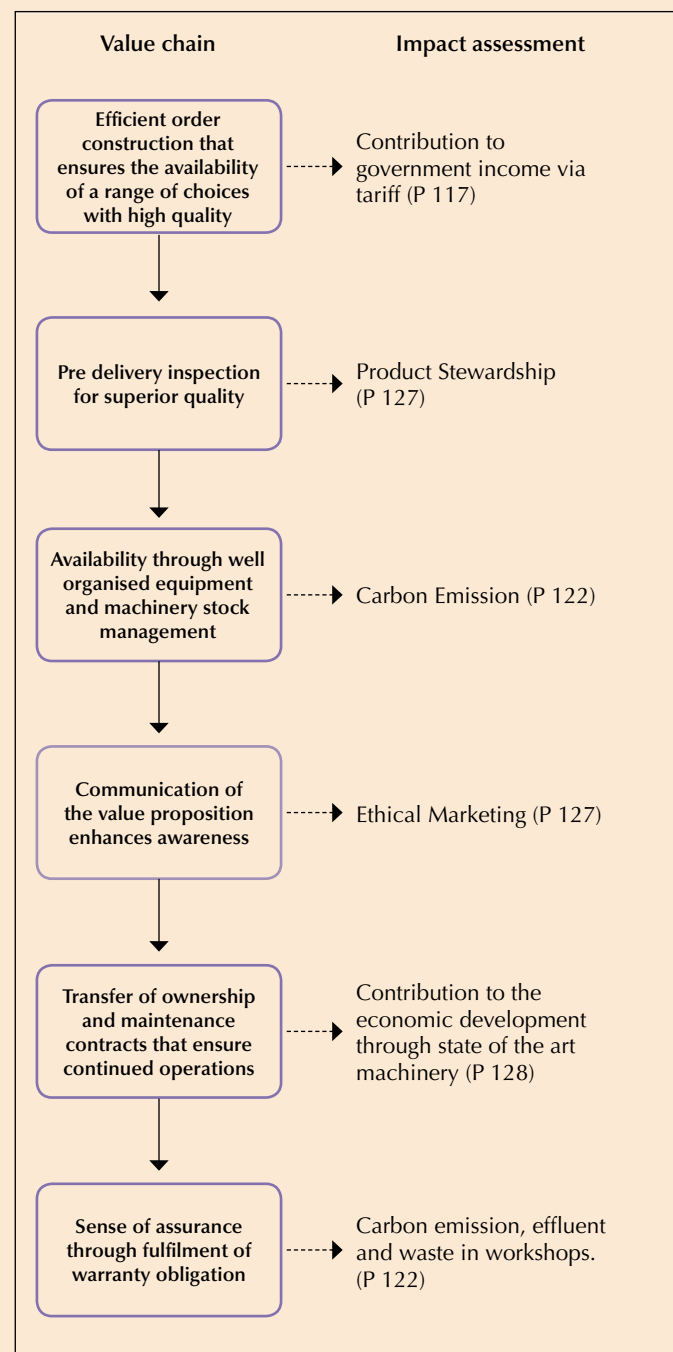 Value chain
Impact assessment
Efficient order
construction that
ensures the availability
of a range of choices
with high quality
Contribution to
government income via
tariff (P 117)
Pre delivery inspection
for superior quality
Product Stewardship
(P 127)
Availability through well
organised equipment
and machinery stock
management
Carbon Emission (P 122)
Communication of
the value proposition
enhances awareness
Ethical Marketing (P 127)
Transfer of ownership
and maintenance
contracts that ensure
continued operations
Contribution to the
economic development
through state of the art
machinery (P 128)
Sense of assurance
through fulfilment of
warranty obligation
Carbon emission, effluent
and waste in workshops.
(P 122)